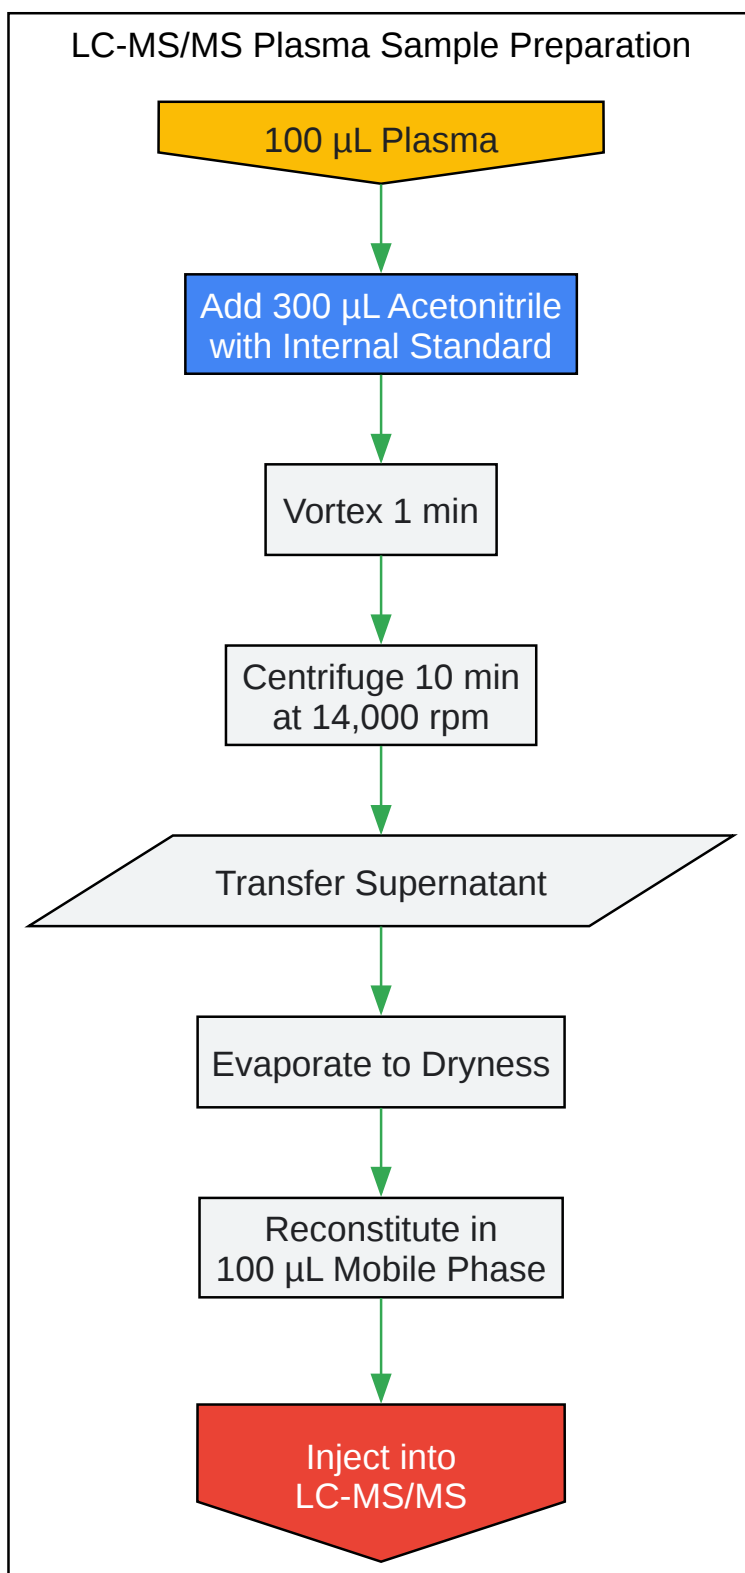 LC-MS/MS Plasma Sample Preparation
100 µL Plasma
Add 300 µL Acetonitrile
with Internal Standard
Vortex 1 min
Centrifuge 10 min
at 14,000 rpm
Transfer Supernatant
Evaporate to Dryness
Reconstitute in
100 µL Mobile Phase
Inject into
LC-MS/MS